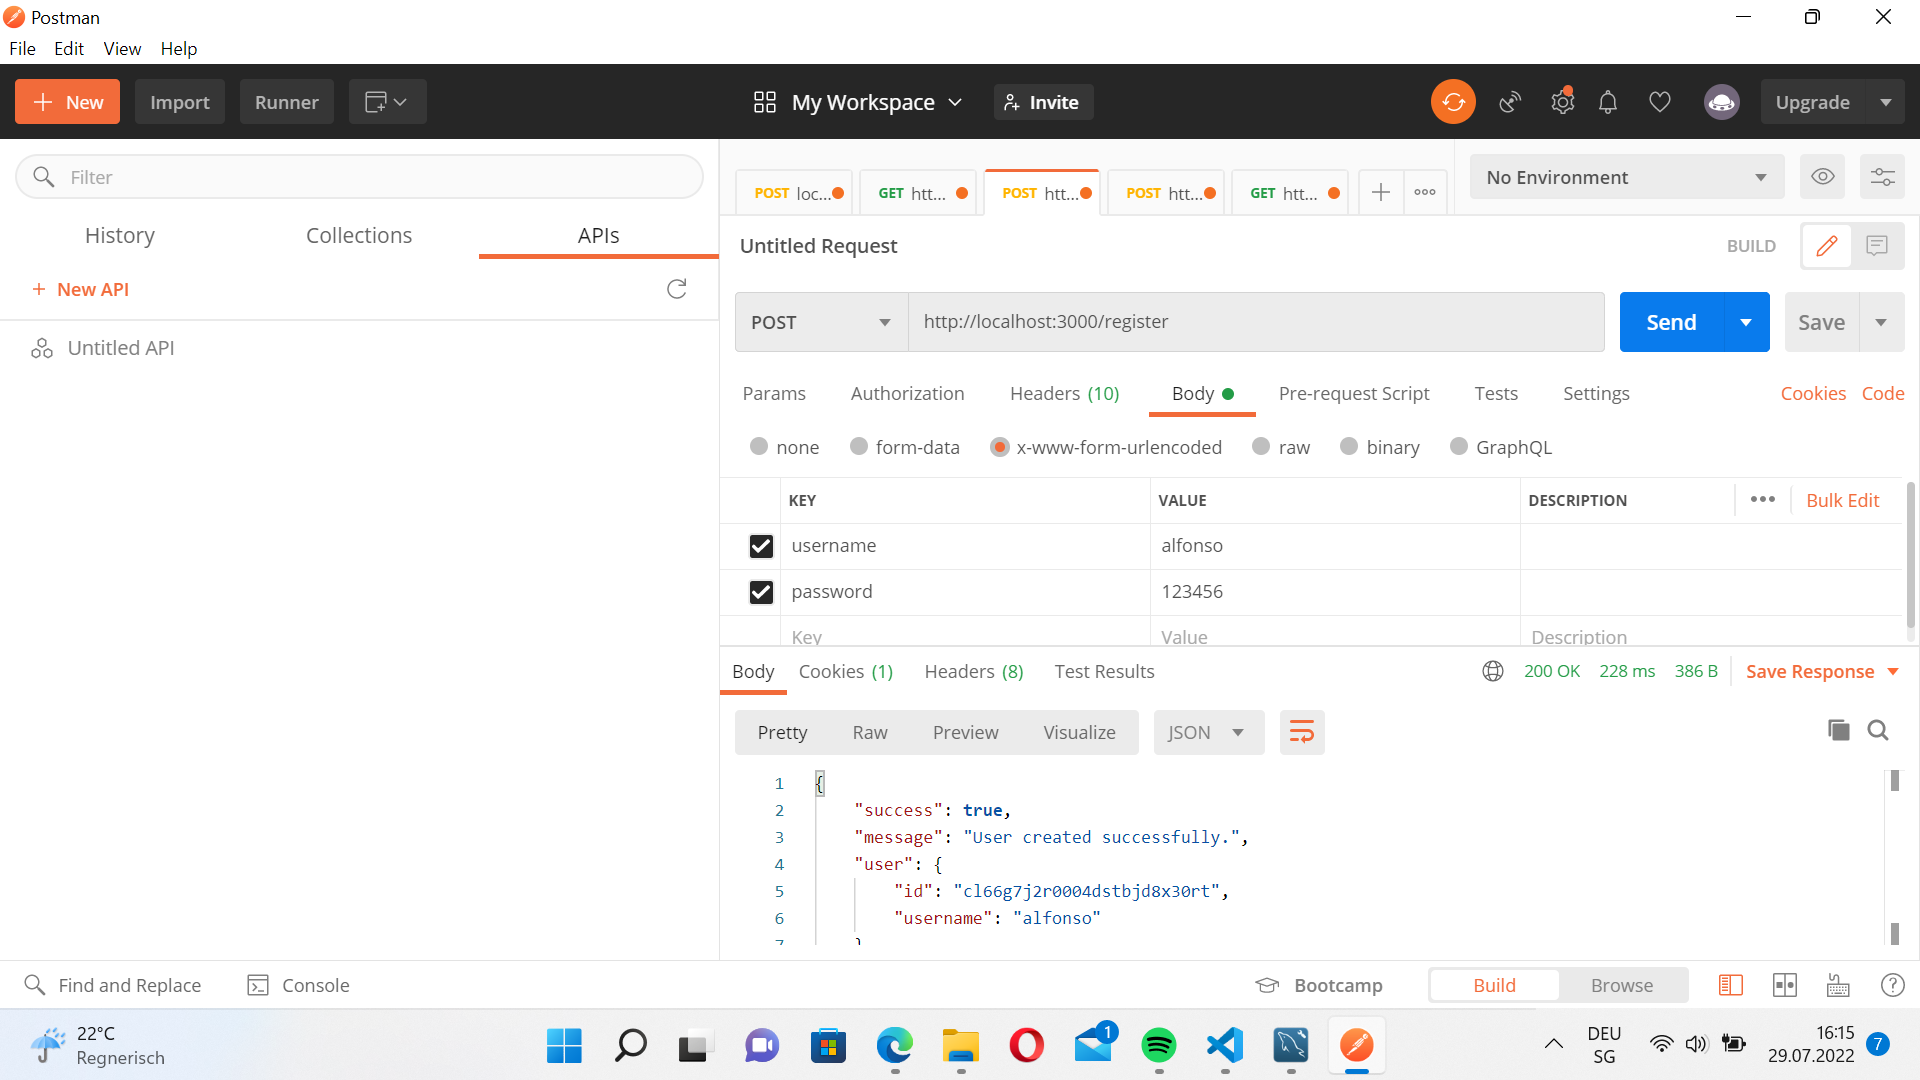 Postman
File Edit View Help
New Import Runner My Workspace Invite Upgrade
Filter
History Collections APIs
+ New API
Untitled API
POST loc... GET htt... POST htt... POST htt... GET htt... No Environment
Untitled Request BUILD
POST http://localhost:3000/register Send Save
Params Authorization Headers (10) Body Pre-request Script Tests Settings Cookies Code
none form-data x-www-form-urlencoded raw binary GraphQL
KEY VALUE DESCRIPTION Bulk Edit
username alfonso
password 123456
Key Value Description
Body Cookies (1) Headers (8) Test Results 200 OK 228 ms 386 B Save Response
Pretty Raw Preview Visualize JSON
1 {
2 "success": true,
3 "message": "User created successfully.",
4 "user": {
5 "id": "cl66g7j2r0004dstbjd8x30rt",
6 "username": "alfonso"
7 }
Find and Replace Console Bootcamp Build Browse
22°C
Regnerisch
1
DEU
SG
16:15
29.07.2022
7